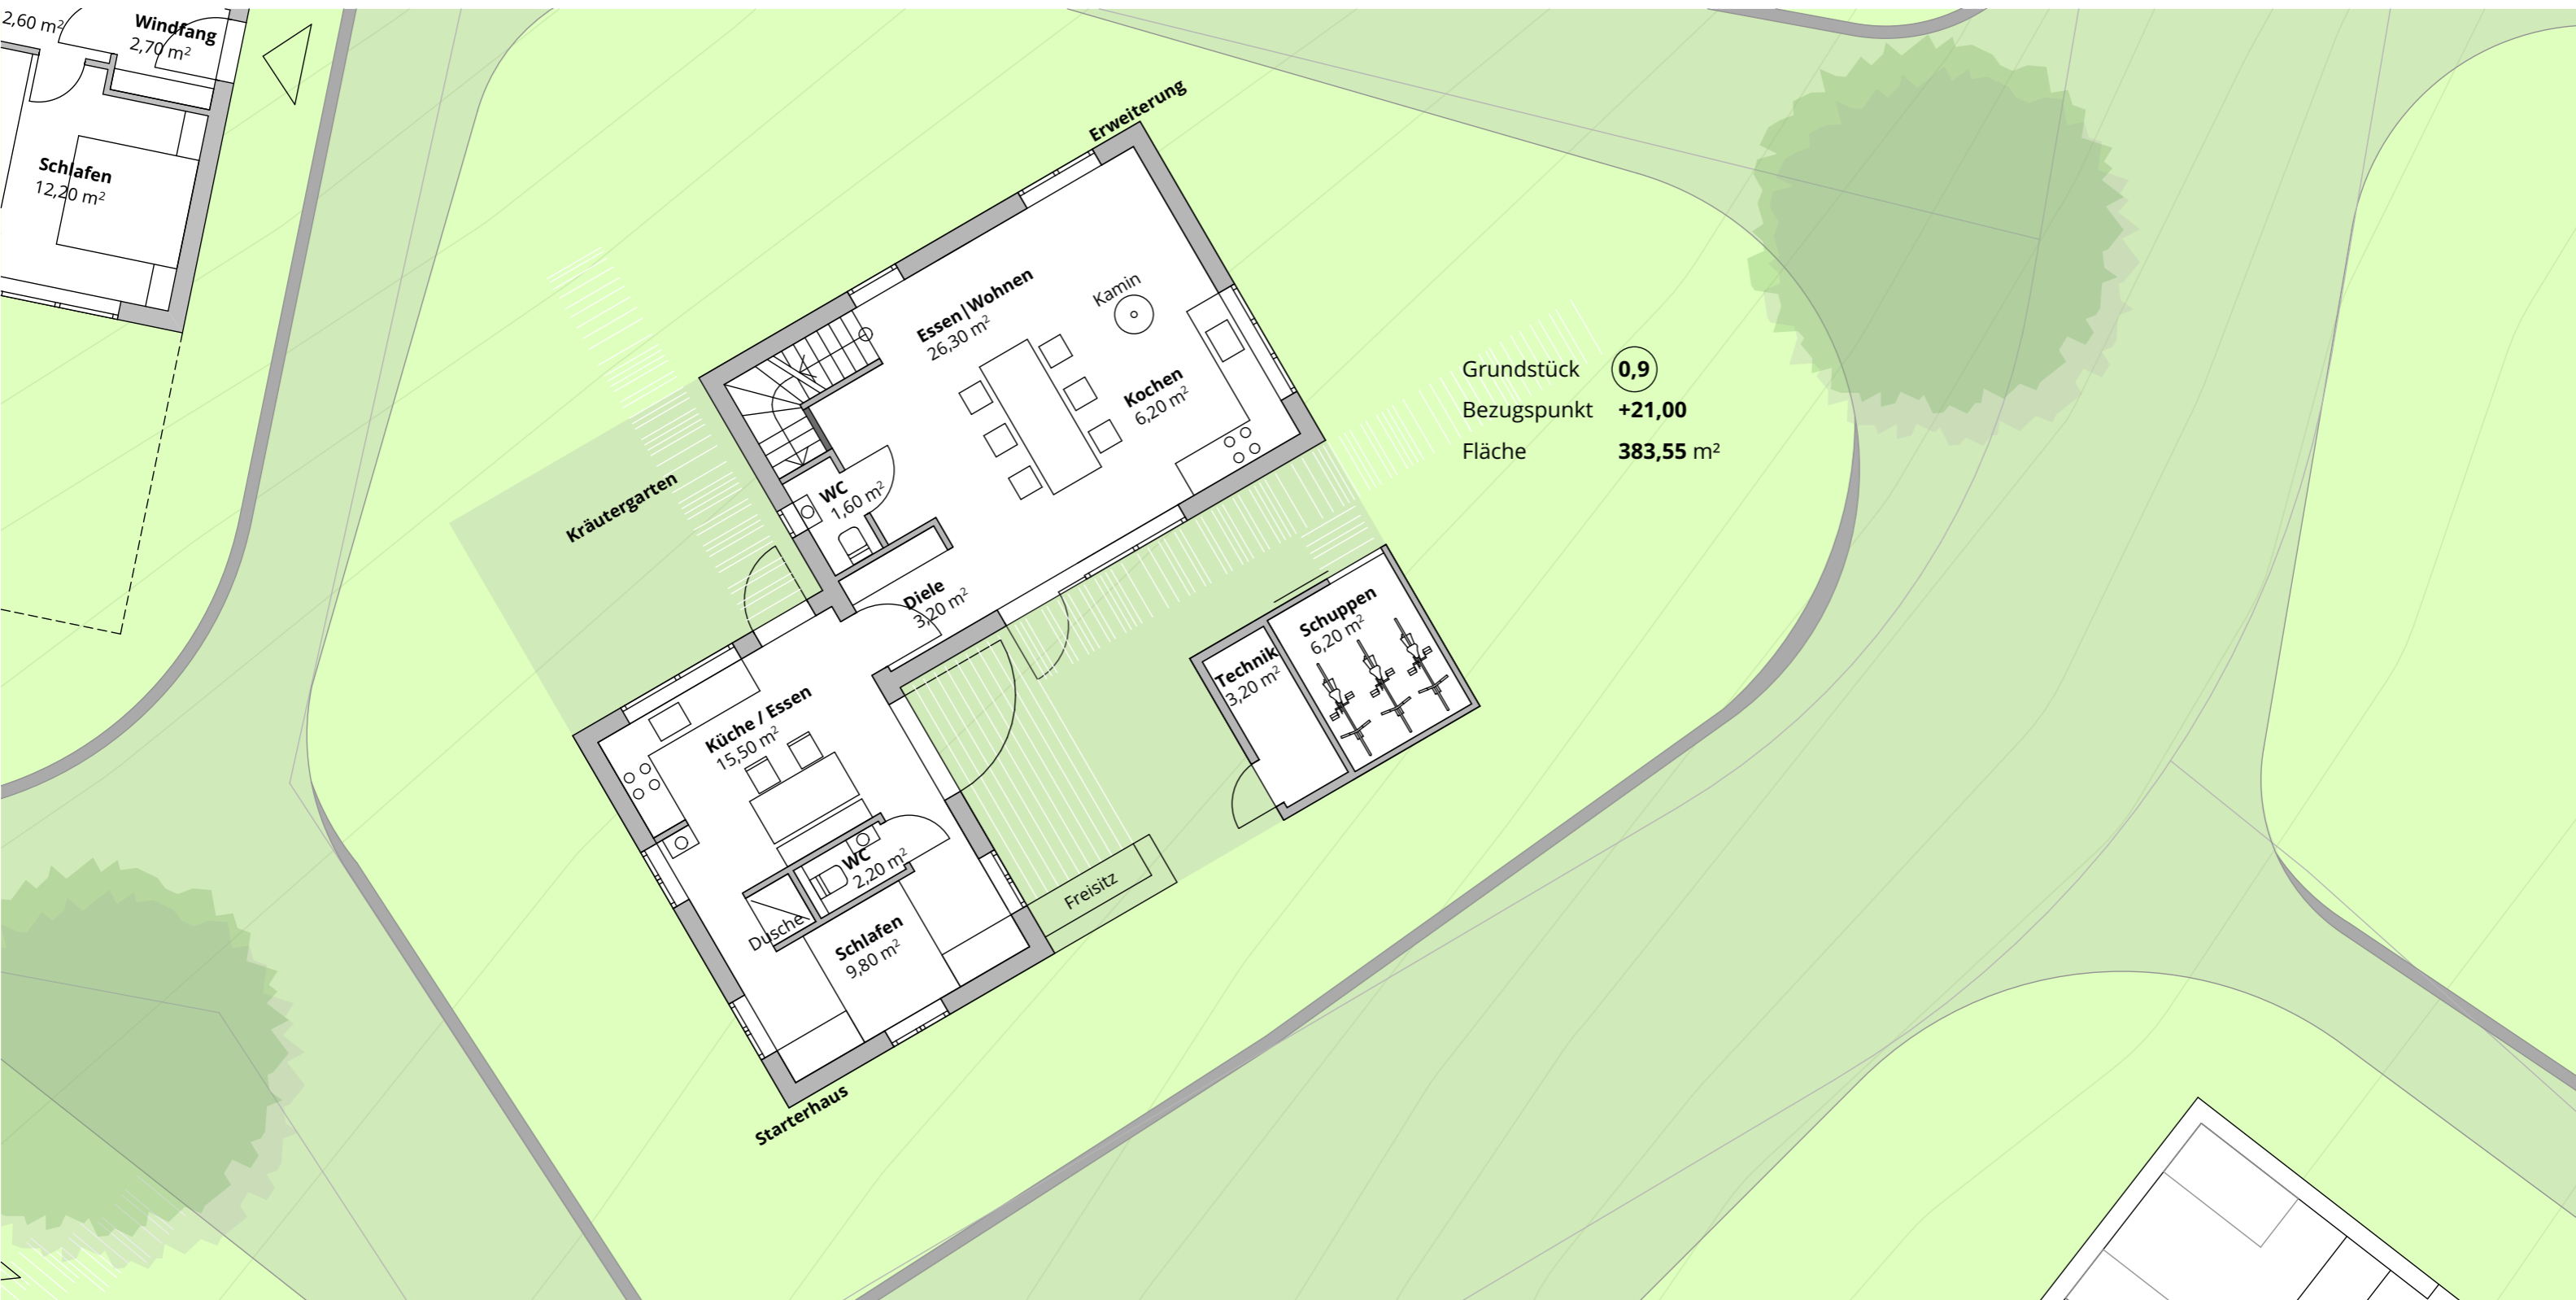 2,60 m²
Windfang
2,70 m²
Schlafen
12,20 m²
Erweiterung
Essen|Wohnen
26,30 m²
Kamin
Kochen
6,20 m²
Grundstück 0,9
Bezugspunkt +21,00
Fläche 383,55 m²
Kräutergarten
WC
1,60 m²
Diele
3,20 m²
Schuppen
6,20 m²
Technik
3,20 m²
Küche / Essen
15,50 m²
WC
2,20 m²
Dusche
Schlafen
9,80 m²
Freisitz
Starterhaus